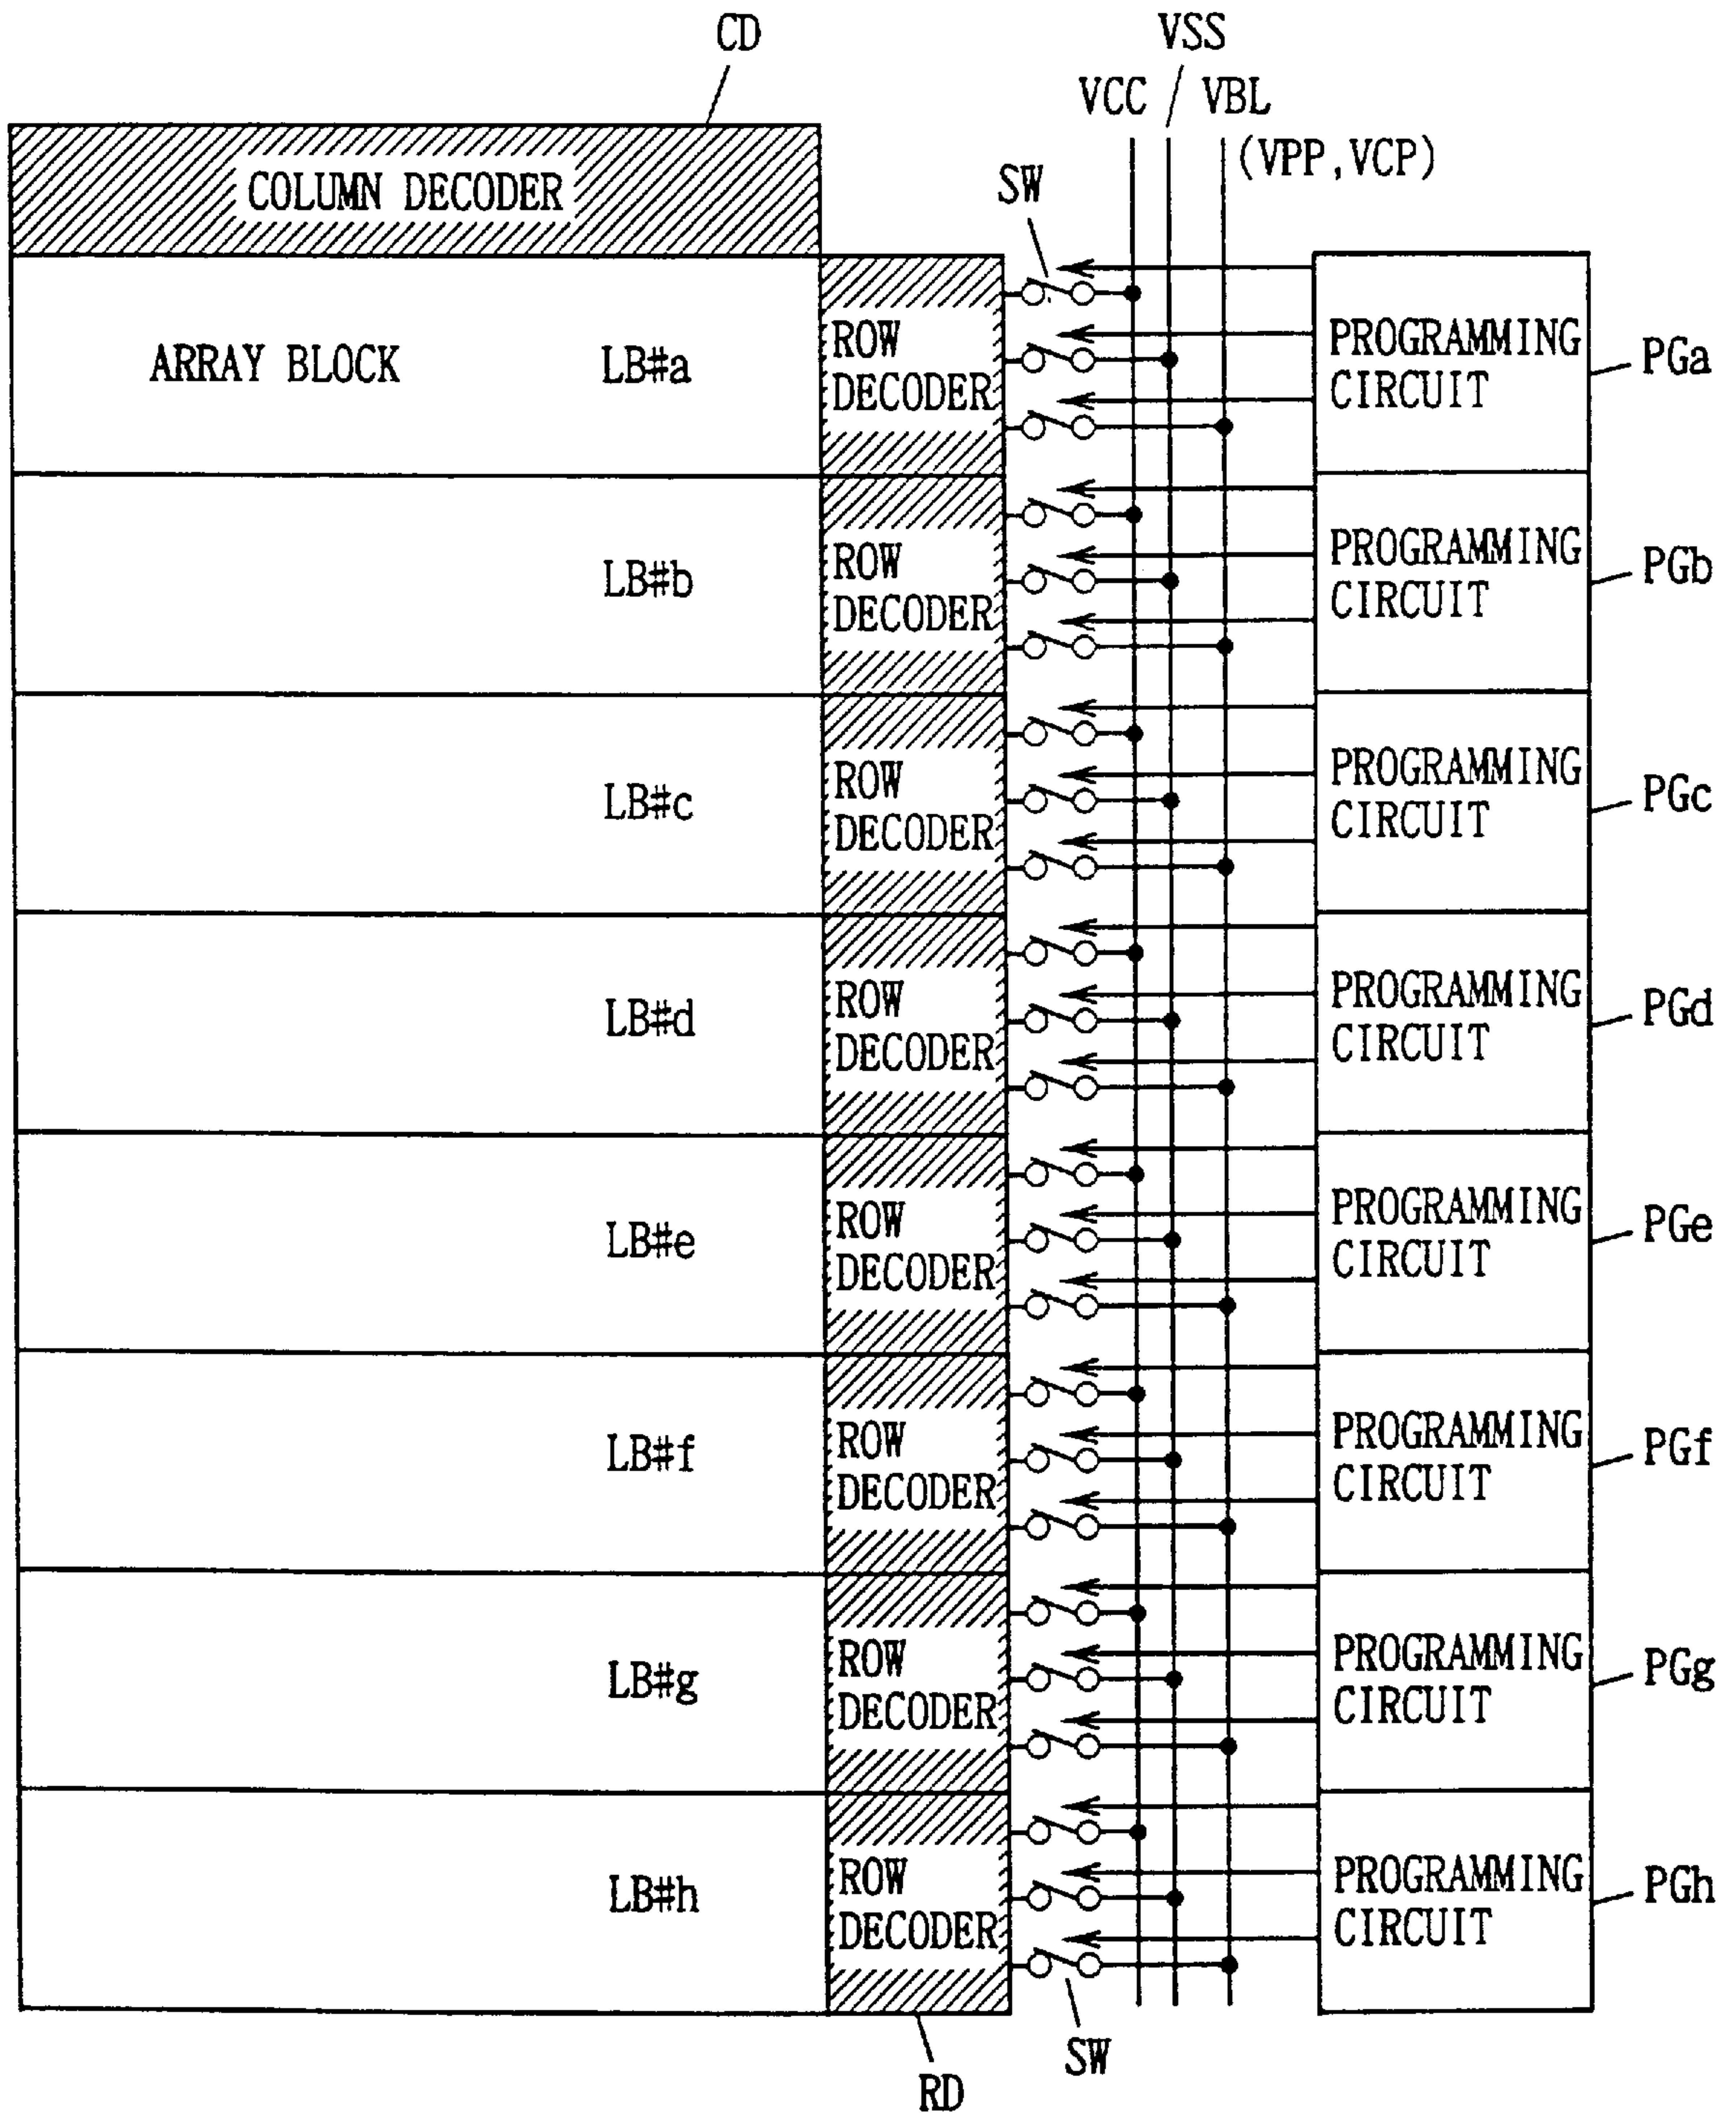 CD
VSS
VCC
VBL
(VPP,VCP)
SW
COLUMN DECODER
ARRAY BLOCK
LB#a
ROW
DECODER
PROGRAMMING
CIRCUIT
PGa
LB#b
ROW
DECODER
PROGRAMMING
CIRCUIT
PGb
LB#c
ROW
DECODER
PROGRAMMING
CIRCUIT
PGc
LB#d
ROW
DECODER
PROGRAMMING
CIRCUIT
PGd
LB#e
ROW
DECODER
PROGRAMMING
CIRCUIT
PGe
LB#f
ROW
DECODER
PROGRAMMING
CIRCUIT
PGf
LB#g
ROW
DECODER
PROGRAMMING
CIRCUIT
PGg
LB#h
ROW
DECODER
PROGRAMMING
CIRCUIT
PGh
SW
RD